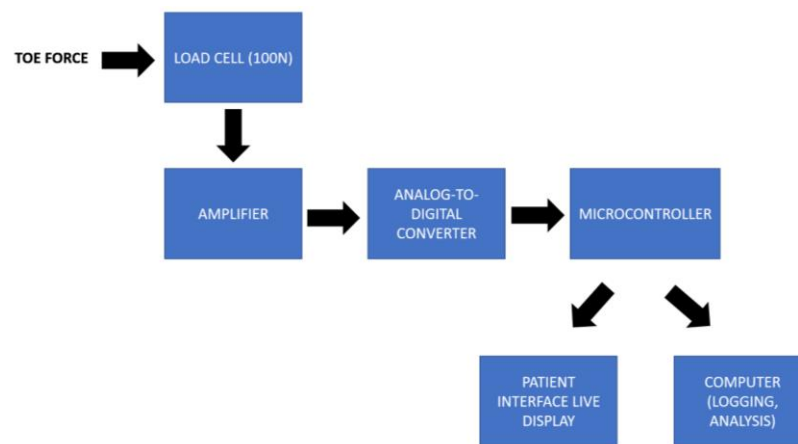 TOE FORCE
LOAD CELL (100N)
AMPLIFIER
ANALOG-TO-
DIGITAL
CONVERTER
MICROCONTROLLER
PATIENT
INTERFACE LIVE
DISPLAY
COMPUTER
(LOGGING,
ANALYSIS)